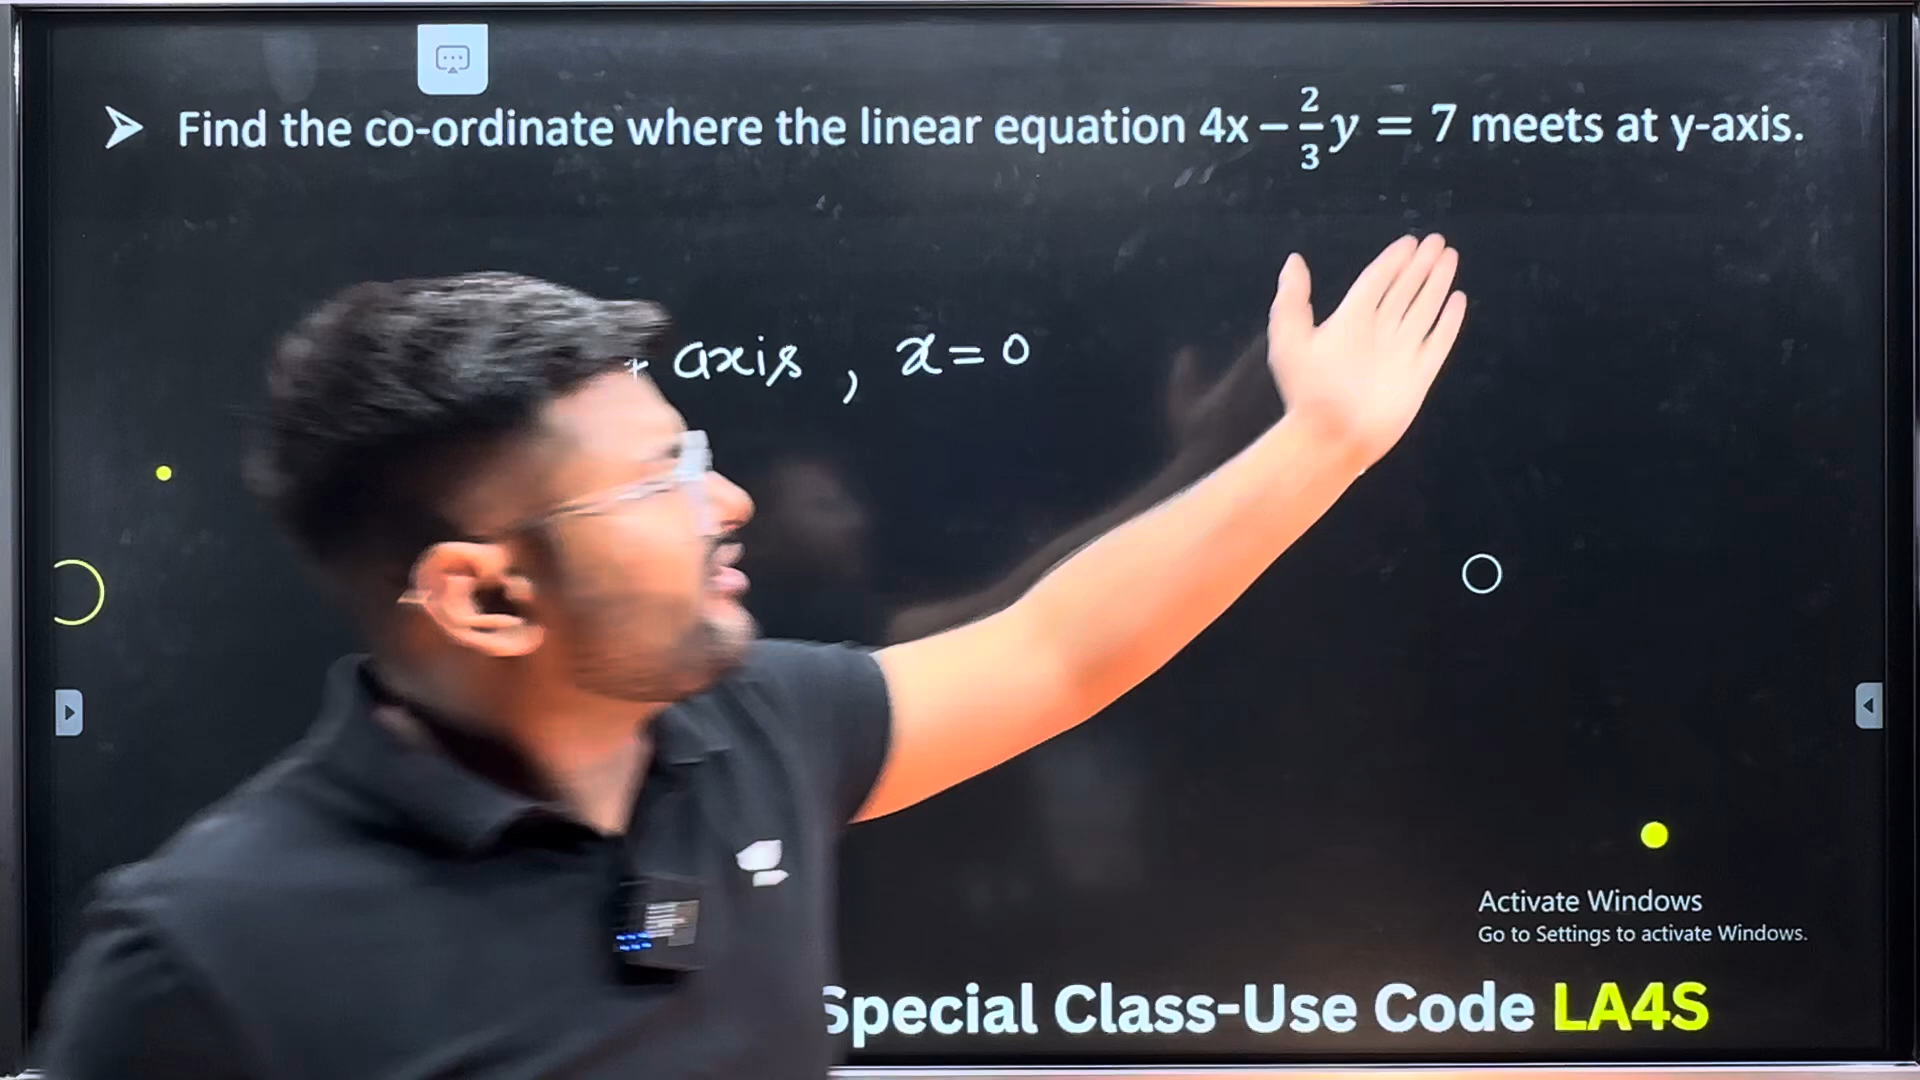 ➤ Find the co-ordinate where the linear equation 4x − 2/3 y = 7 meets at y-axis.
axis , x=0
Activate Windows
Go to Settings to activate Windows.
Special Class-Use Code LA4S